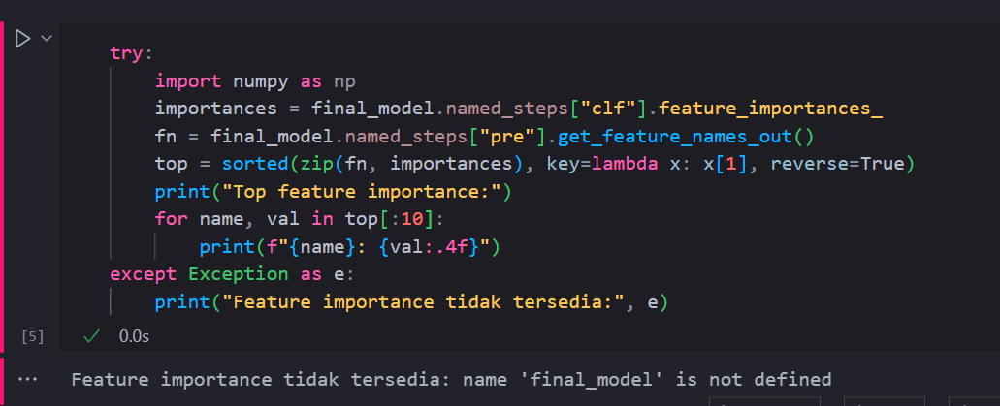 try:
    import numpy as np
    importances = final_model.named_steps["clf"].feature_importances_
    fn = final_model.named_steps["pre"].get_feature_names_out()
    top = sorted(zip(fn, importances), key=lambda x: x[1], reverse=True)
    print("Top feature importance:")
    for name, val in top[:10]:
        print(f"{name}: {val:.4f}")
except Exception as e:
    print("Feature importance tidak tersedia:", e)
[5] 0.0s
Feature importance tidak tersedia: name 'final_model' is not defined